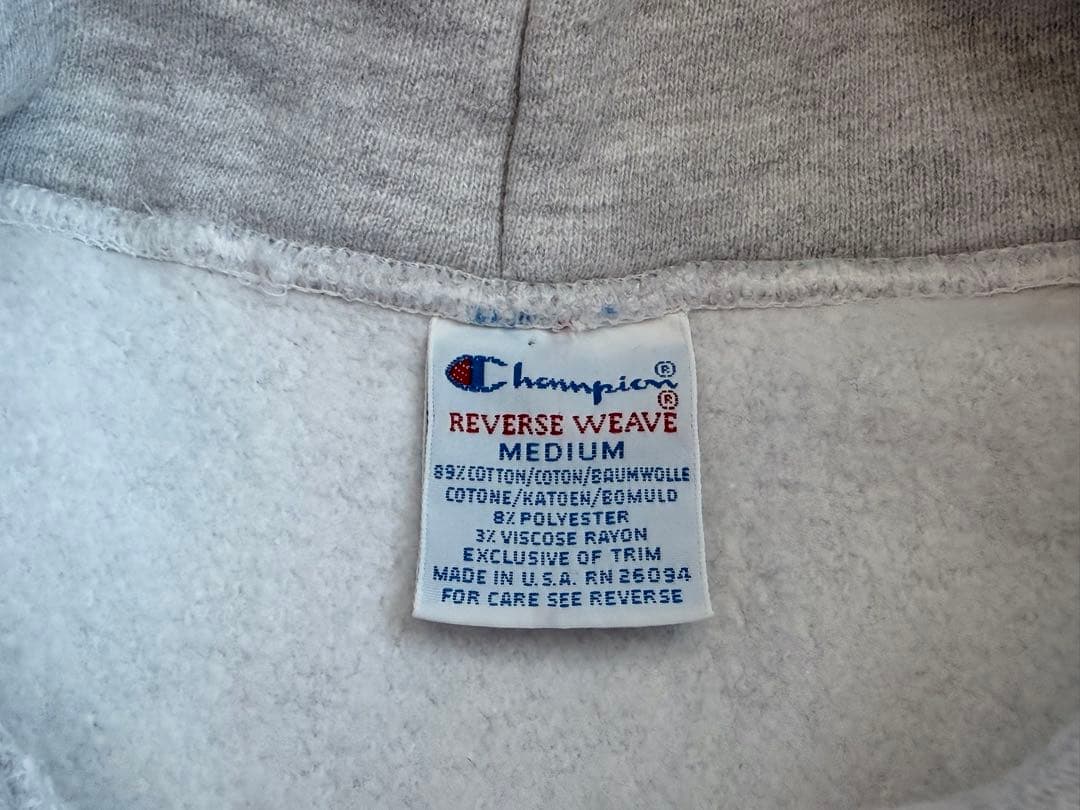 Champion®
REVERSE WEAVE®
MEDIUM
89% COTTON/COTON/BAUMWOLLE
COTONE/KATOEN/BOMULD
8% POLYESTER
3% VISCOSE RAYON
EXCLUSIVE OF TRIM
MADE IN U.S.A. RN 26094
FOR CARE SEE REVERSE